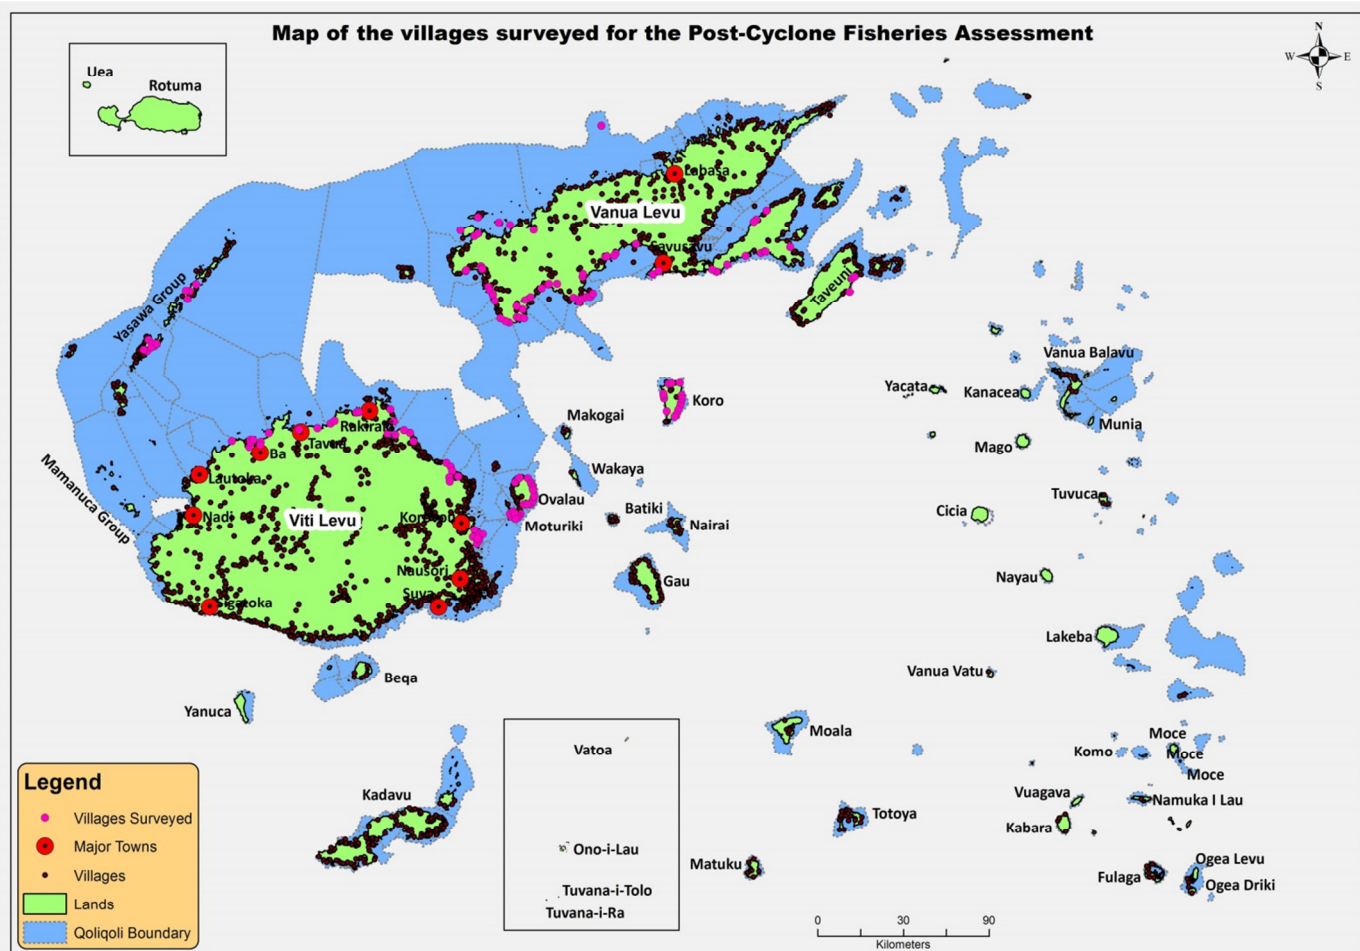 Map of the villages surveyed for the Post-Cyclone Fisheries Assessment
N
W E
S
Uea
Rotuma
Labasa
Vanua Levu
Savusavu
Taveuni
Yasawa Group
Vanua Balavu
Yacata
Kanacea
Koro
Makogai
Munia
Rakiraki
Tavua
Ba
Mago
Mamanuca Group
Lautoka
Wakaya
Ovalau
Tuvuca
Nadi
Viti Levu
Batiki
Cicia
Moturiki
Nairai
Nausori
Gau
Nayau
Suva
Sigatoka
Lakeba
Beqa
Vanua Vatu
Yanuca
Moala
Moce
Vatoa
Komo
Moce
Moce
Legend
Kadavu
Vuagava
Namuka I Lau
Villages Surveyed
Totoya
Kabara
Major Towns
Ono-i-Lau
Matuku
Ogea Levu
Villages
Fulaga
Ogea Driki
Tuvana-i-Tolo
Lands
Tuvana-i-Ra
Qoliqoli Boundary
0 30 90
Kilometers